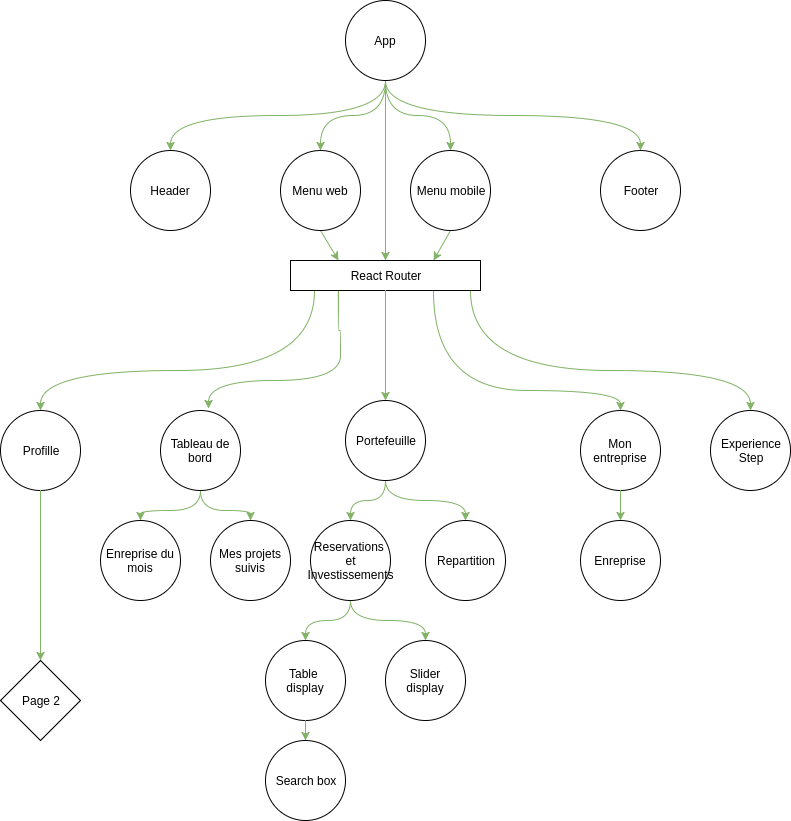 App
Header
Menu web
Menu mobile
Footer
React Router
Profille
Tableau de
bord
Portefeuille
Mon
entreprise
Experience
Step
Enreprise du
mois
Mes projets
suivis
Reservations
et
Investissements
Repartition
Enreprise
Page 2
Table
display
Slider
display
Search box